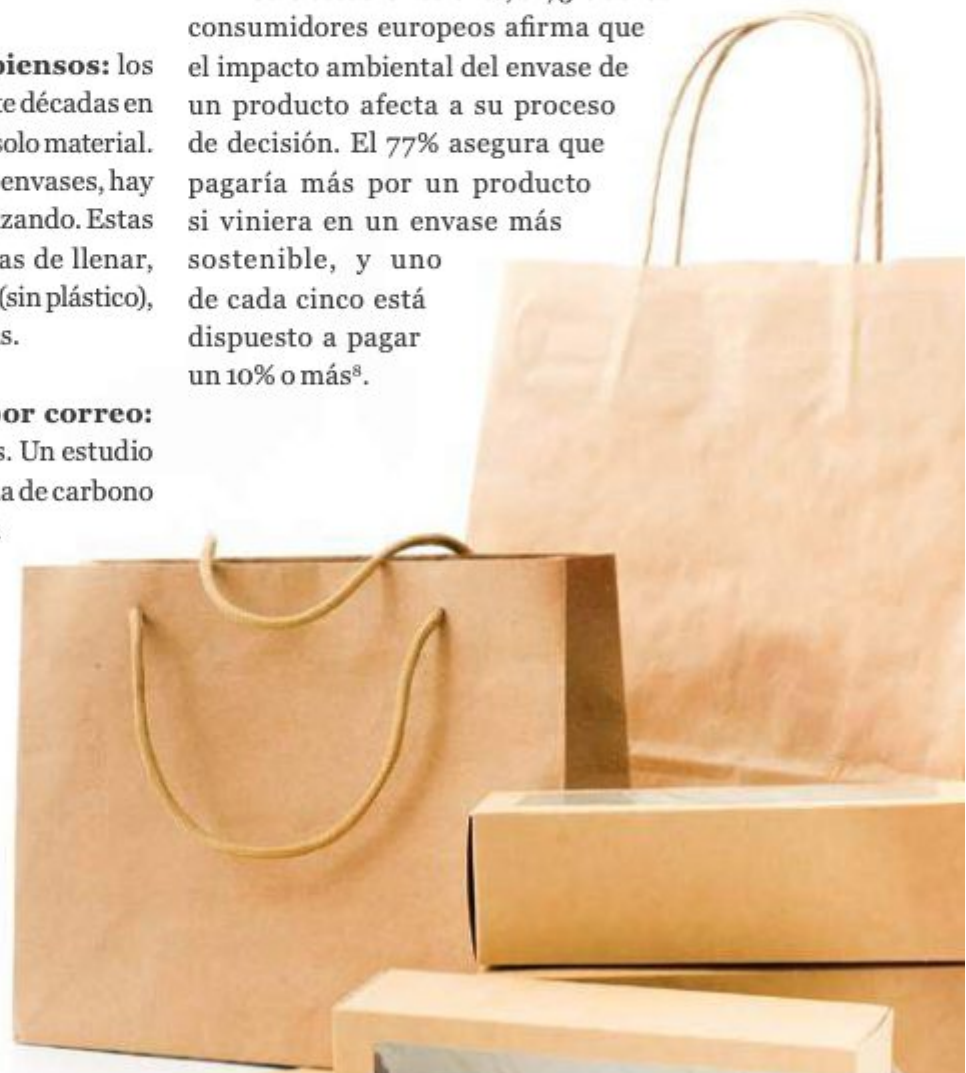 piensos: los
te décadas en
solo material.
envases, hay
zando. Estas
as de llenar,
(sin plástico),
s.
por correo:
s. Un estudio
a de carbono
consumidores europeos afirma que
el impacto ambiental del envase de
un producto afecta a su proceso
de decisión. El 77% asegura que
pagaría más por un producto
si viniera en un envase más
sostenible, y uno
de cada cinco está
dispuesto a pagar
un 10% o más⁸.